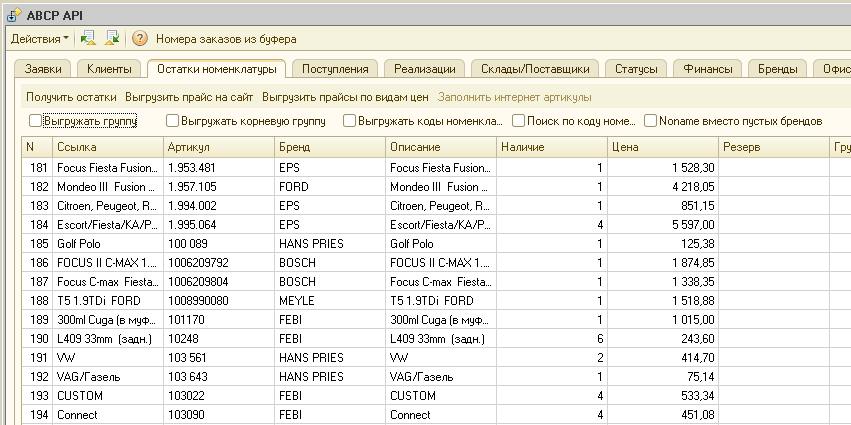 ABCP API
Действия Номера заказов из буфера
Заявки Клиенты Остатки номенклатуры Поступления Реализации Склады/Поставщики Статусы Финансы Бренды Офис
Получить остатки Выгрузить прайс на сайт Выгрузить прайсы по видам цен Заполнить интернет артикулы
Выгружать группу Выгружать корневую группу Выгружать коды номенкла... Поиск по коду номе... Noname вместо пустых брендов
N Ссылка Артикул Бренд Описание Наличие Цена Резерв Гру
181 Focus Fiesta Fusion... 1.953.481 EPS Focus Fiesta Fusion... 1 1 528,30
182 Mondeo III Fusion ... 1.957.105 FORD Mondeo III Fusion ... 1 4 218,05
183 Citroen, Peugeot, R... 1.994.002 EPS Citroen, Peugeot, R... 1 851,15
184 Escort/Fiesta/KA/P... 1.995.064 EPS Escort/Fiesta/KA/P... 4 5 597,00
185 Golf Polo 100 089 HANS PRIES Golf Polo 1 125,38
186 FOCUS II C-MAX 1.... 1006209792 BOSCH FOCUS II C-MAX 1.... 1 1 874,85
187 Focus C-max Fiesta... 1006209804 BOSCH Focus C-max Fiesta... 1 1 338,35
188 T5 1.9TDi FORD 1008990080 MEYLE T5 1.9TDi FORD 1 1 518,88
189 300ml Cuga (в муф... 101170 FEBI 300ml Cuga (в муф... 1 1 015,00
190 L409 33mm (задн.) 10248 FEBI L409 33mm (задн.) 6 243,60
191 VW 103 561 HANS PRIES VW 2 414,70
192 VAG/Газель 103 643 HANS PRIES VAG/Газель 1 75,14
193 CUSTOM 103022 FEBI CUSTOM 4 533,34
194 Connect 103090 FEBI Connect 4 451,08